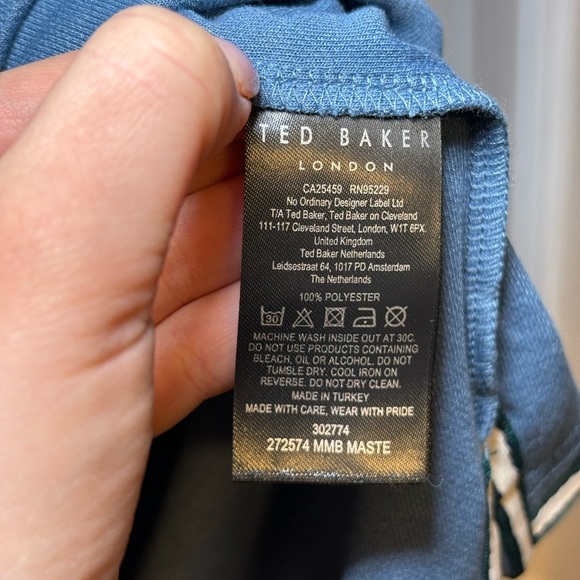 TED BAKER
LONDON
CA25459 RN95229
No Ordinary Designer Label Ltd
T/A Ted Baker, Ted Baker on Cleveland
111-117 Cleveland Street, London, W1T 6PX.
United Kingdom
Ted Baker Netherlands
Leidsestraat 64, 1017 PD Amsterdam
The Netherlands
100% POLYESTER
30
MACHINE WASH INSIDE OUT AT 30C.
DO NOT USE PRODUCTS CONTAINING
BLEACH, OIL OR ALCOHOL. DO NOT
TUMBLE DRY. COOL IRON ON
REVERSE. DO NOT DRY CLEAN.
MADE IN TURKEY
MADE WITH CARE, WEAR WITH PRIDE
302774
272574 MMB MASTE